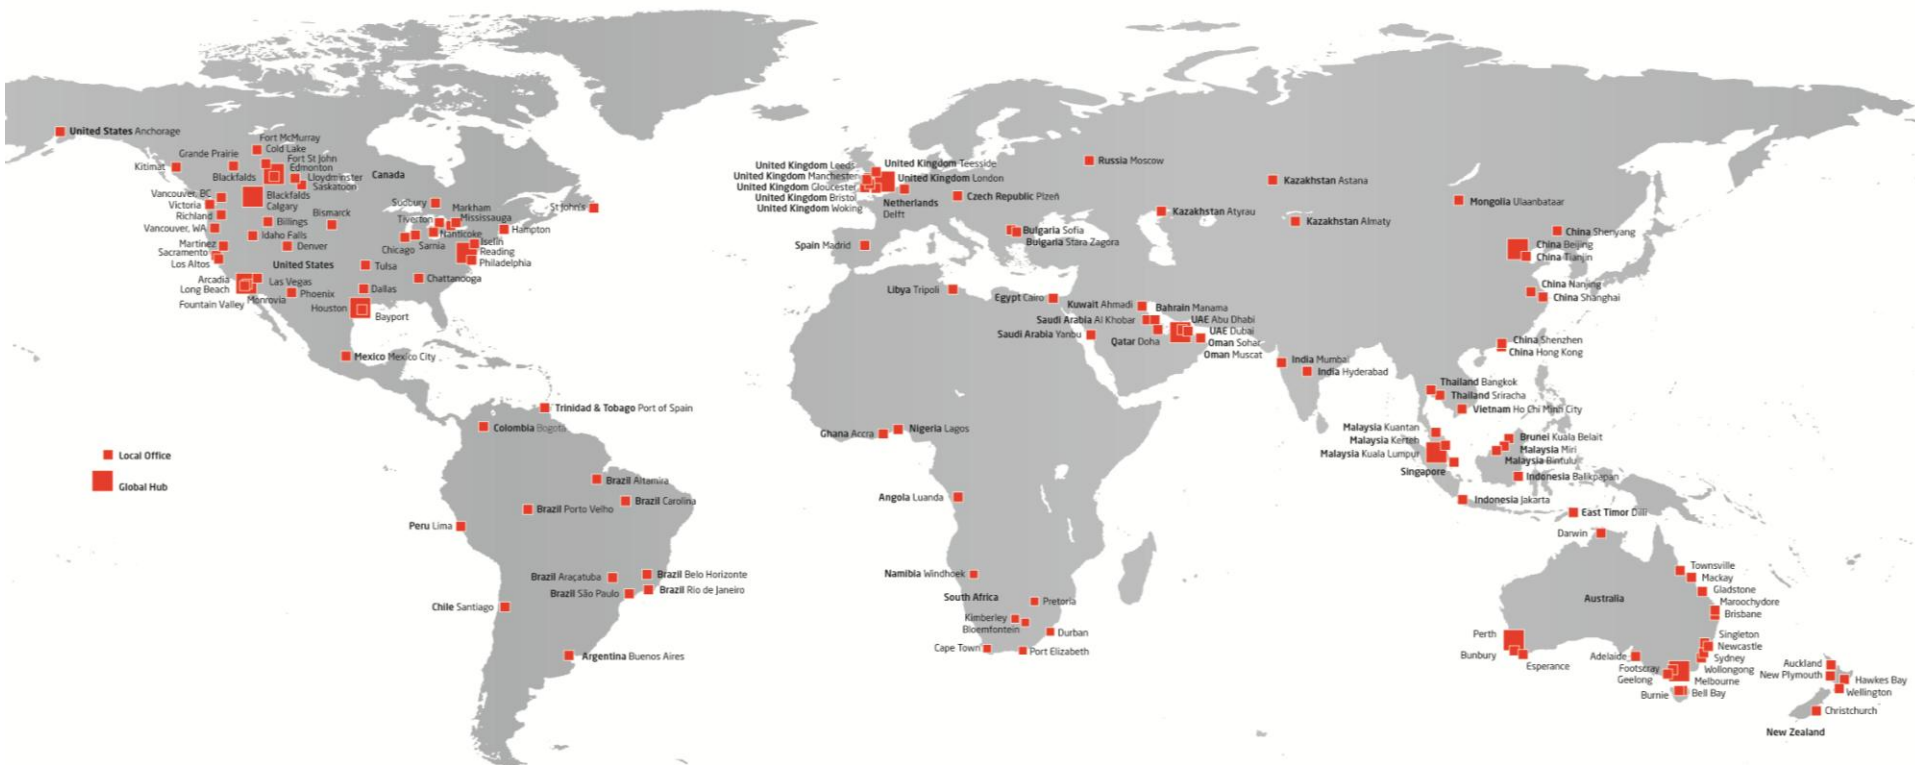 United States Anchorage
Fort McMurray
Cold Lake
Grande Prairie
Fort St John
Kitimat
Edmonton
Blackfalds
Lloydminster
Canada
Saskatoon
Vancouver, BC
Blackfalds
Victoria
Calgary
Richland
Billings
Bismarck
Vancouver, WA
Idaho Falls
Martinez
Denver
Sacramento
Los Altos
United States
Tulsa
Arcadia
Las Vegas
Long Beach
Phoenix
Dallas
Fountain Valley
Monrovia
Houston
Bayport
Sudbury
Markham
Tiverton
Mississauga
Nanticoke
Hampton
St John's
Chicago
Sarnia
Iselin
Reading
Philadelphia
Chattanooga
Mexico Mexico City
Trinidad & Tobago Port of Spain
Colombia Bogota
Local Office
Global Hub
Brazil Altamira
Brazil Carolina
Brazil Porto Velho
Peru Lima
Brazil Araçatuba
Brazil Belo Horizonte
Brazil São Paulo
Brazil Rio de Janeiro
Chile Santiago
Argentina Buenos Aires
United Kingdom Leeds
United Kingdom Teesside
United Kingdom Manchester
United Kingdom London
United Kingdom Gloucester
United Kingdom Bristo
United Kingdom Woking
Netherlands
Delft
Czech Republic Plzeň
Russia Moscow
Bulgaria Sofia
Bulgaria Stara Zagora
Spain Madrid
Kazakhstan Astana
Kazakhstan Atyrau
Kazakhstan Almaty
Mongolia Ulaanbataar
China Shenyang
China Beijing
China Tianjin
China Nanjing
China Shanghai
China Shenzhen
China Hong Kong
Libya Tripoli
Egypt Cairo
Kuwait Ahmadi
Bahrain Manama
Saudi Arabia Al Khobar
UAE Abu Dhabi
Saudi Arabia Yanbu
UAE Dubai
Qatar Doha
Oman Sohar
Oman Muscat
India Mumbai
India Hyderabad
Thailand Bangkok
Thailand Sriracha
Vietnam Ho Chi Minh City
Malaysia Kuantan
Malaysia Kerteh
Malaysia Kuala Lumpur
Singapore
Brunei Kuala Belait
Malaysia Miri
Malaysia Bintulu
Indonesia Balikpapan
Indonesia Jakarta
East Timor Dili
Ghana Accra
Nigeria Lagos
Angola Luanda
Namibia Windhoek
South Africa
Pretoria
Kimberley
Bloemfontein
Durban
Cape Town
Port Elizabeth
Darwin
Townsville
Mackay
Gladstone
Maroochydore
Brisbane
Australia
Perth
Singleton
Newcastle
Bunbury
Esperance
Adelaide
Sydney
Footscray
Wollongong
Geelong
Melbourne
Burnie
Bell Bay
Auckland
New Plymouth
Hawkes Bay
Wellington
Christchurch
New Zealand